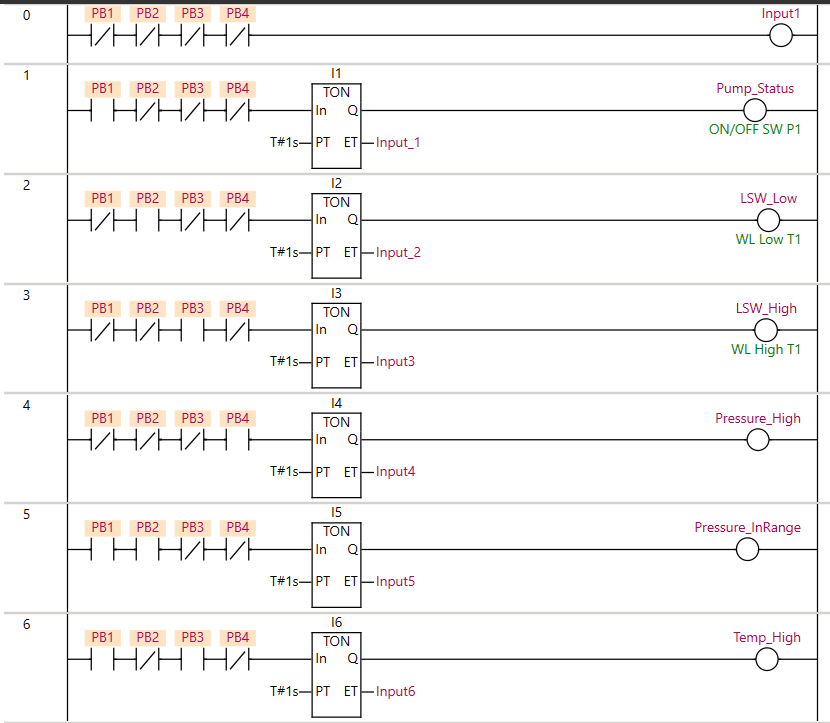 0
PB1 PB2 PB3 PB4 Input1
1
I1
PB1 PB2 PB3 PB4 TON Pump_Status
In Q
ON/OFF SW P1
T#1s PT ET Input_1
2
I2
PB1 PB2 PB3 PB4 TON LSW_Low
In Q
WL Low T1
T#1s PT ET Input_2
3
I3
PB1 PB2 PB3 PB4 TON LSW_High
In Q
WL High T1
T#1s PT ET Input3
4
I4
PB1 PB2 PB3 PB4 TON Pressure_High
In Q
T#1s PT ET Input4
5
I5
PB1 PB2 PB3 PB4 TON Pressure_InRange
In Q
T#1s PT ET Input5
6
I6
PB1 PB2 PB3 PB4 TON Temp_High
In Q
T#1s PT ET Input6